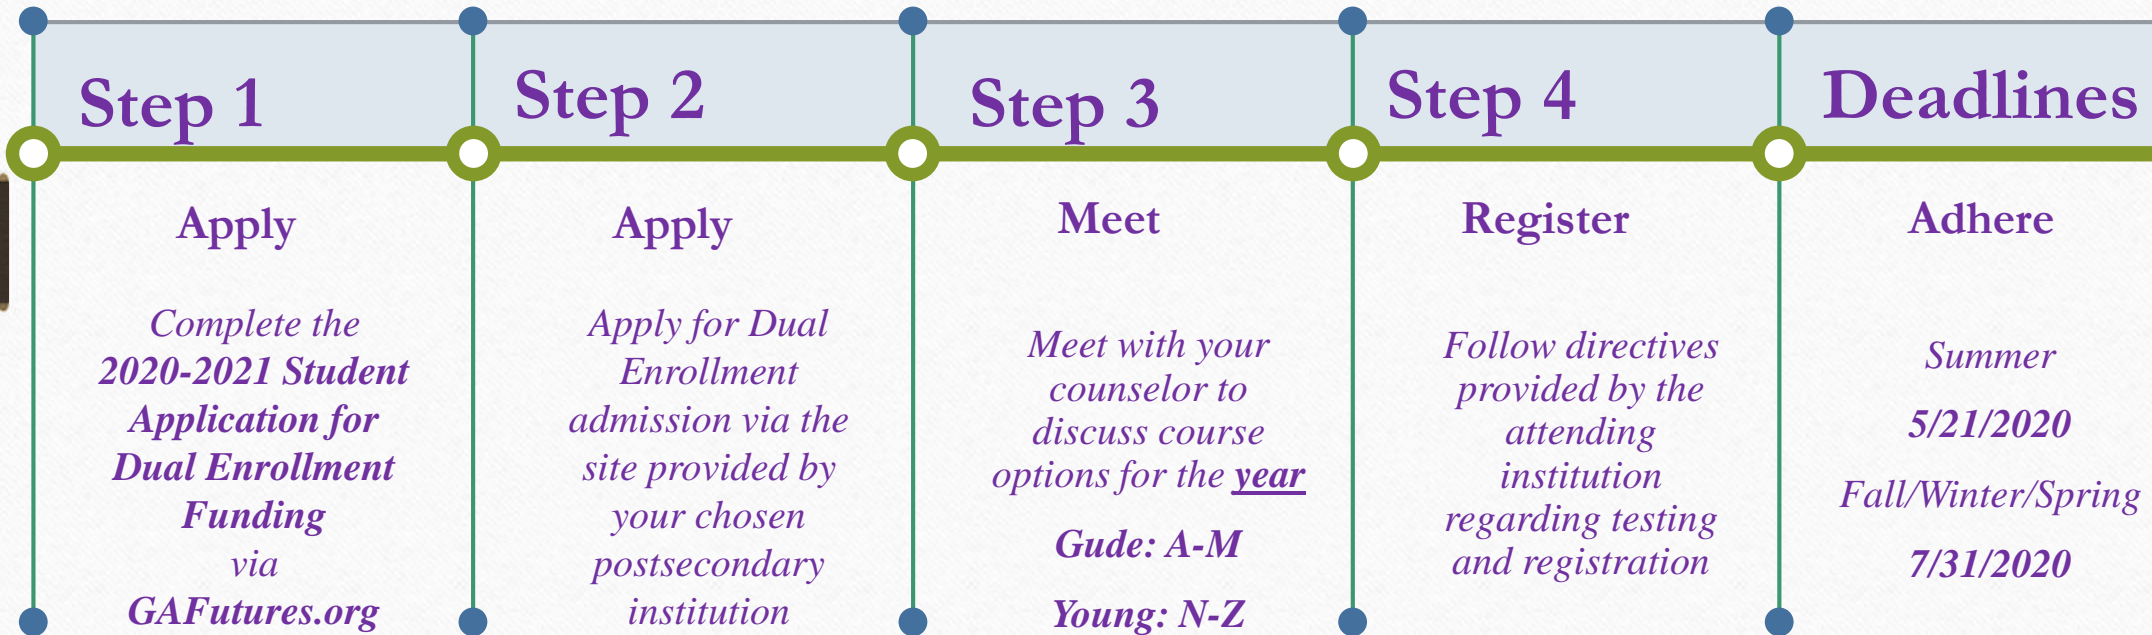 Step 1
Apply
Complete the
2020-2021 Student
Application for
Dual Enrollment
Funding
via
GAFutures.org
Step 2
Apply
Apply for Dual
Enrollment
admission via the
site provided by
your chosen
postsecondary
institution
Step 3
Meet
Meet with your
counselor to
discuss course
options for the year
Gude: A-M
Young: N-Z
Step 4
Register
Follow directives
provided by the
attending
institution
regarding testing
and registration
Deadlines
Adhere
Summer
5/21/2020
Fall/Winter/Spring
7/31/2020